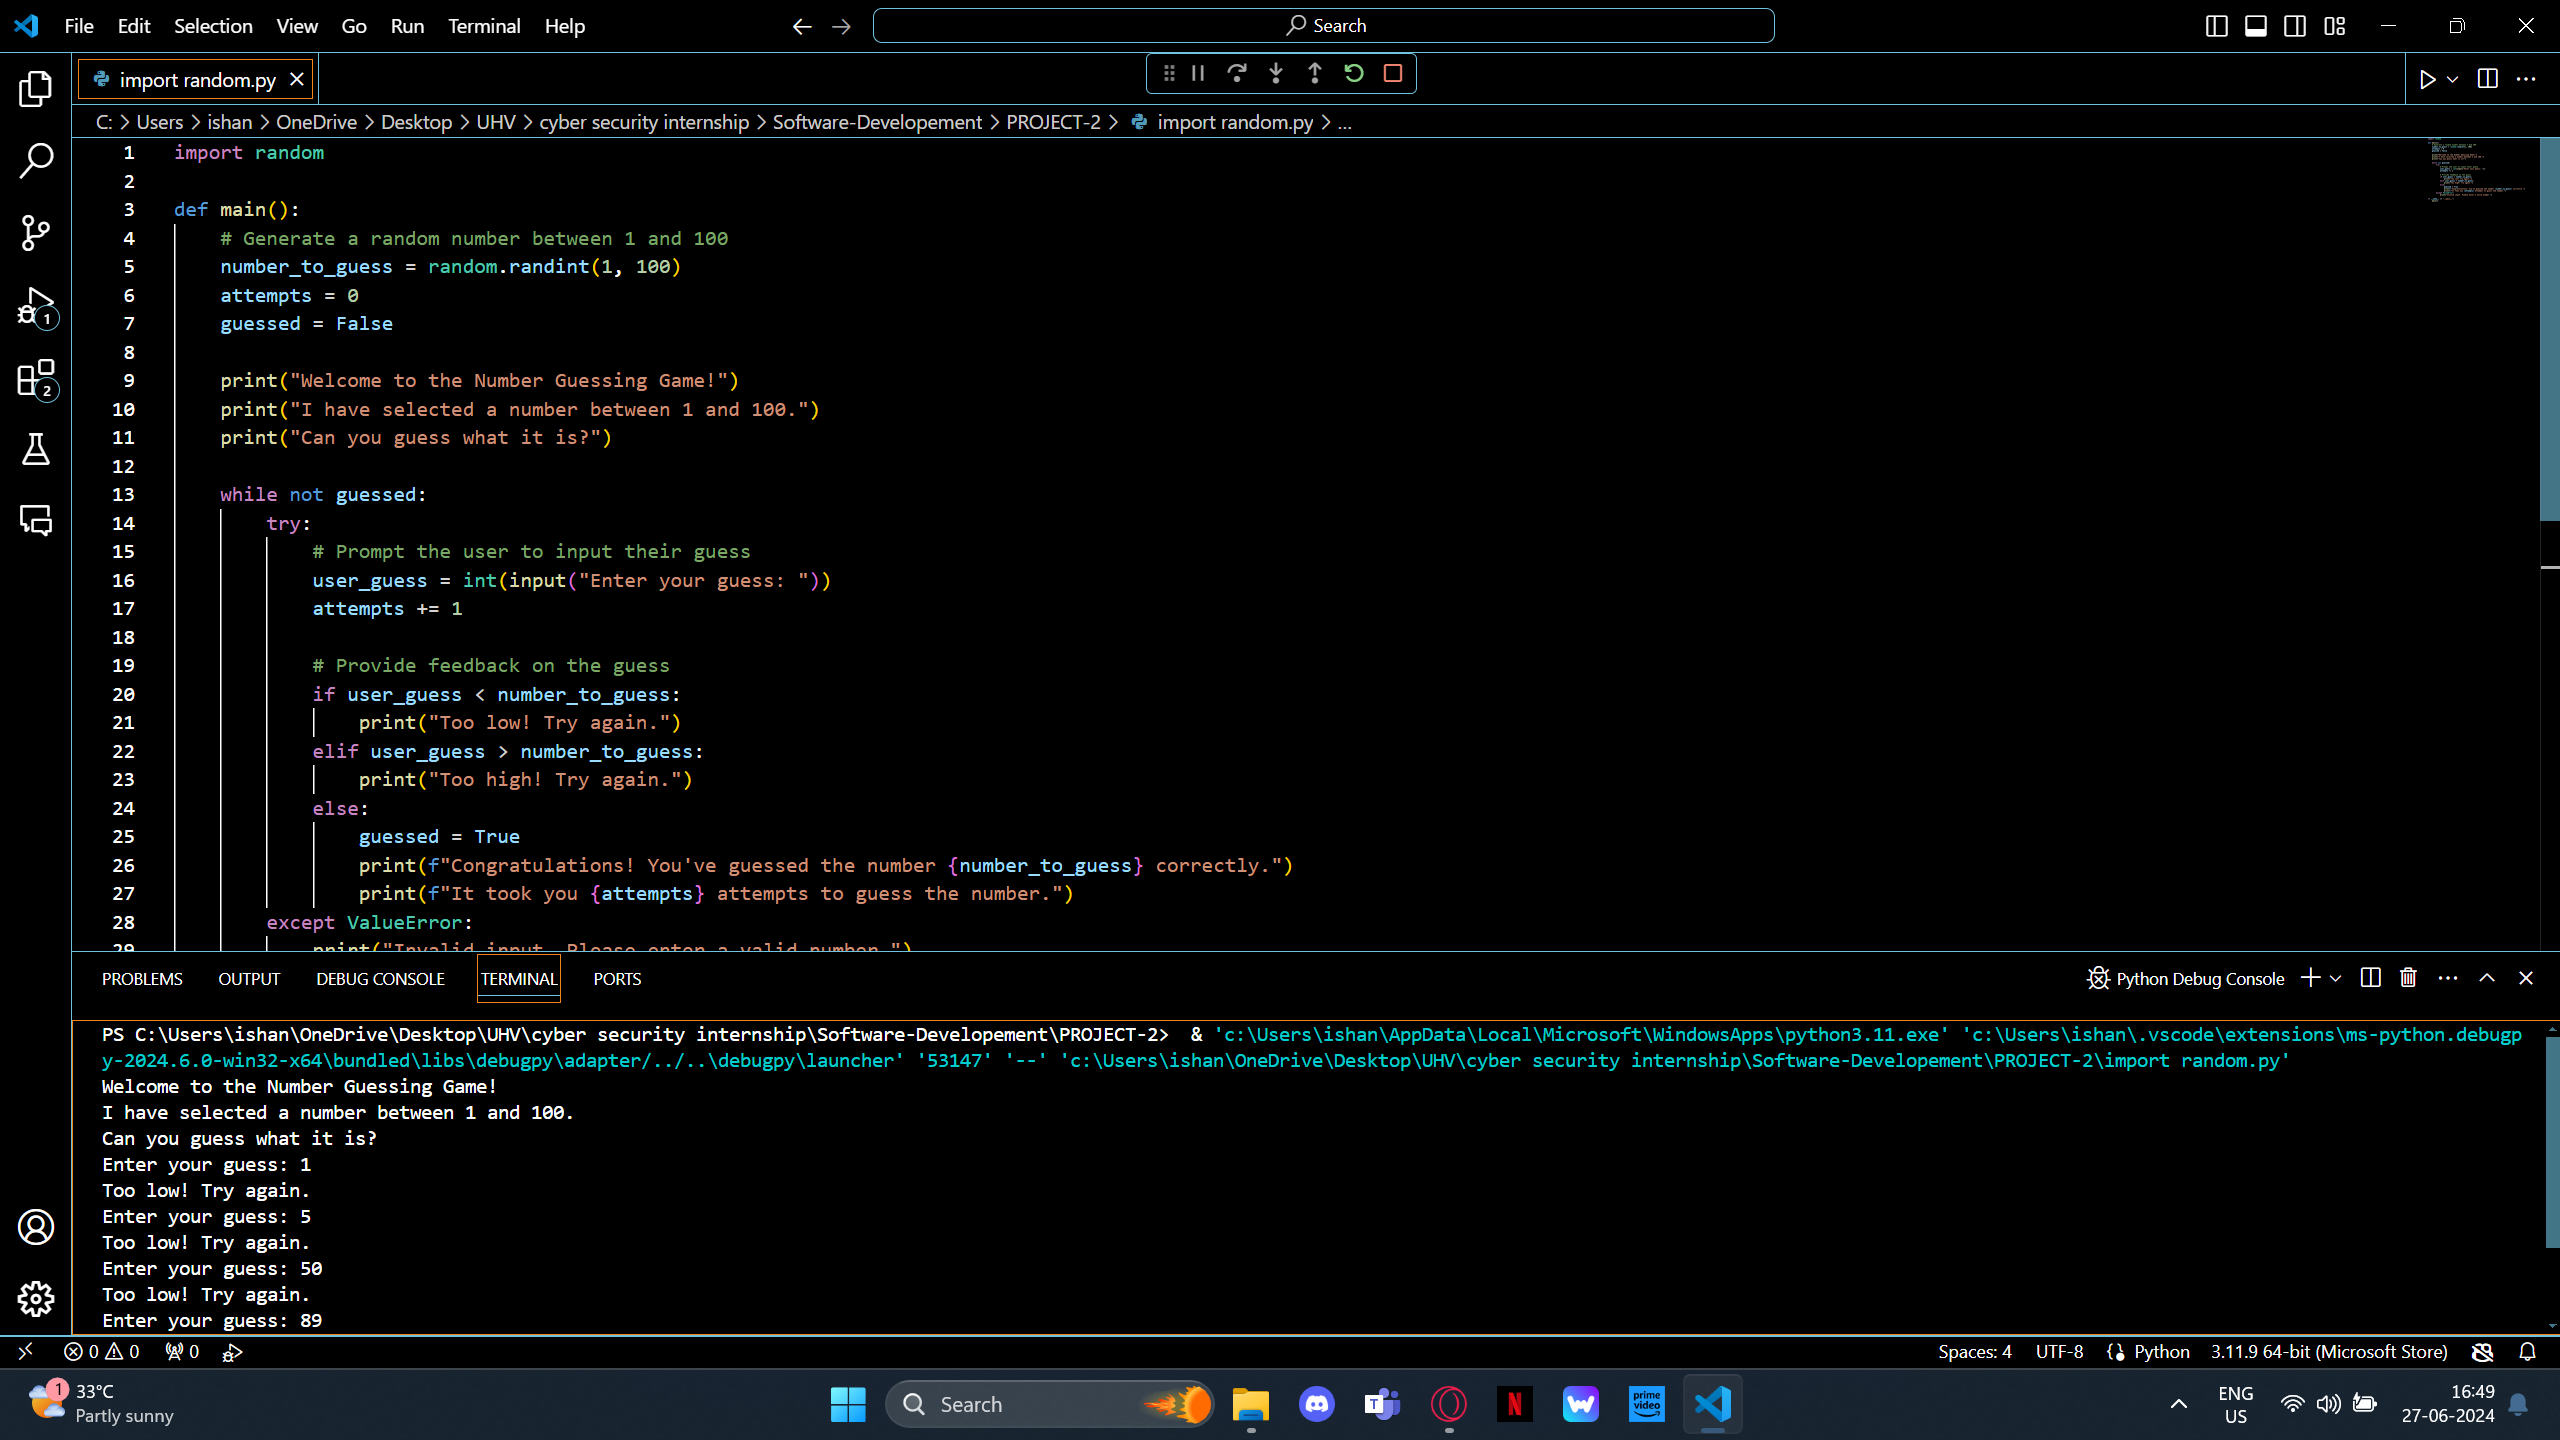 File Edit Selection View Go Run Terminal Help Search
import random.py
C: > Users > ishan > OneDrive > Desktop > UHV > cyber security internship > Software-Developement > PROJECT-2 > import random.py > ...
1 import random
2
3 def main():
4 # Generate a random number between 1 and 100
5 number_to_guess = random.randint(1, 100)
6 attempts = 0
7 guessed = False
8
9 print("Welcome to the Number Guessing Game!")
10 print("I have selected a number between 1 and 100.")
11 print("Can you guess what it is?")
12
13 while not guessed:
14 try:
15 # Prompt the user to input their guess
16 user_guess = int(input("Enter your guess: "))
17 attempts += 1
18
19 # Provide feedback on the guess
20 if user_guess < number_to_guess:
21 print("Too low! Try again.")
22 elif user_guess > number_to_guess:
23 print("Too high! Try again.")
24 else:
25 guessed = True
26 print(f"Congratulations! You've guessed the number {number_to_guess} correctly.")
27 print(f"It took you {attempts} attempts to guess the number.")
28 except ValueError:
29 print("Invalid input. Please enter a valid number.")
1
2
PROBLEMS OUTPUT DEBUG CONSOLE TERMINAL PORTS Python Debug Console
PS C:\Users\ishan\OneDrive\Desktop\UHV\cyber security internship\Software-Developement\PROJECT-2> & 'c:\Users\ishan\AppData\Local\Microsoft\WindowsApps\python3.11.exe' 'c:\Users\ishan\.vscode\extensions\ms-python.debugp
y-2024.6.0-win32-x64\bundled\libs\debugpy\adapter/../..\debugpy\launcher' '53147' '--' 'c:\Users\ishan\OneDrive\Desktop\UHV\cyber security internship\Software-Developement\PROJECT-2\import random.py'
Welcome to the Number Guessing Game!
I have selected a number between 1 and 100.
Can you guess what it is?
Enter your guess: 1
Too low! Try again.
Enter your guess: 5
Too low! Try again.
Enter your guess: 50
Too low! Try again.
Enter your guess: 89
0 0 0 Spaces: 4 UTF-8 Python 3.11.9 64-bit (Microsoft Store)
1 33°C
Partly sunny
Search
T N W prime video
ENG
US
16:49
27-06-2024